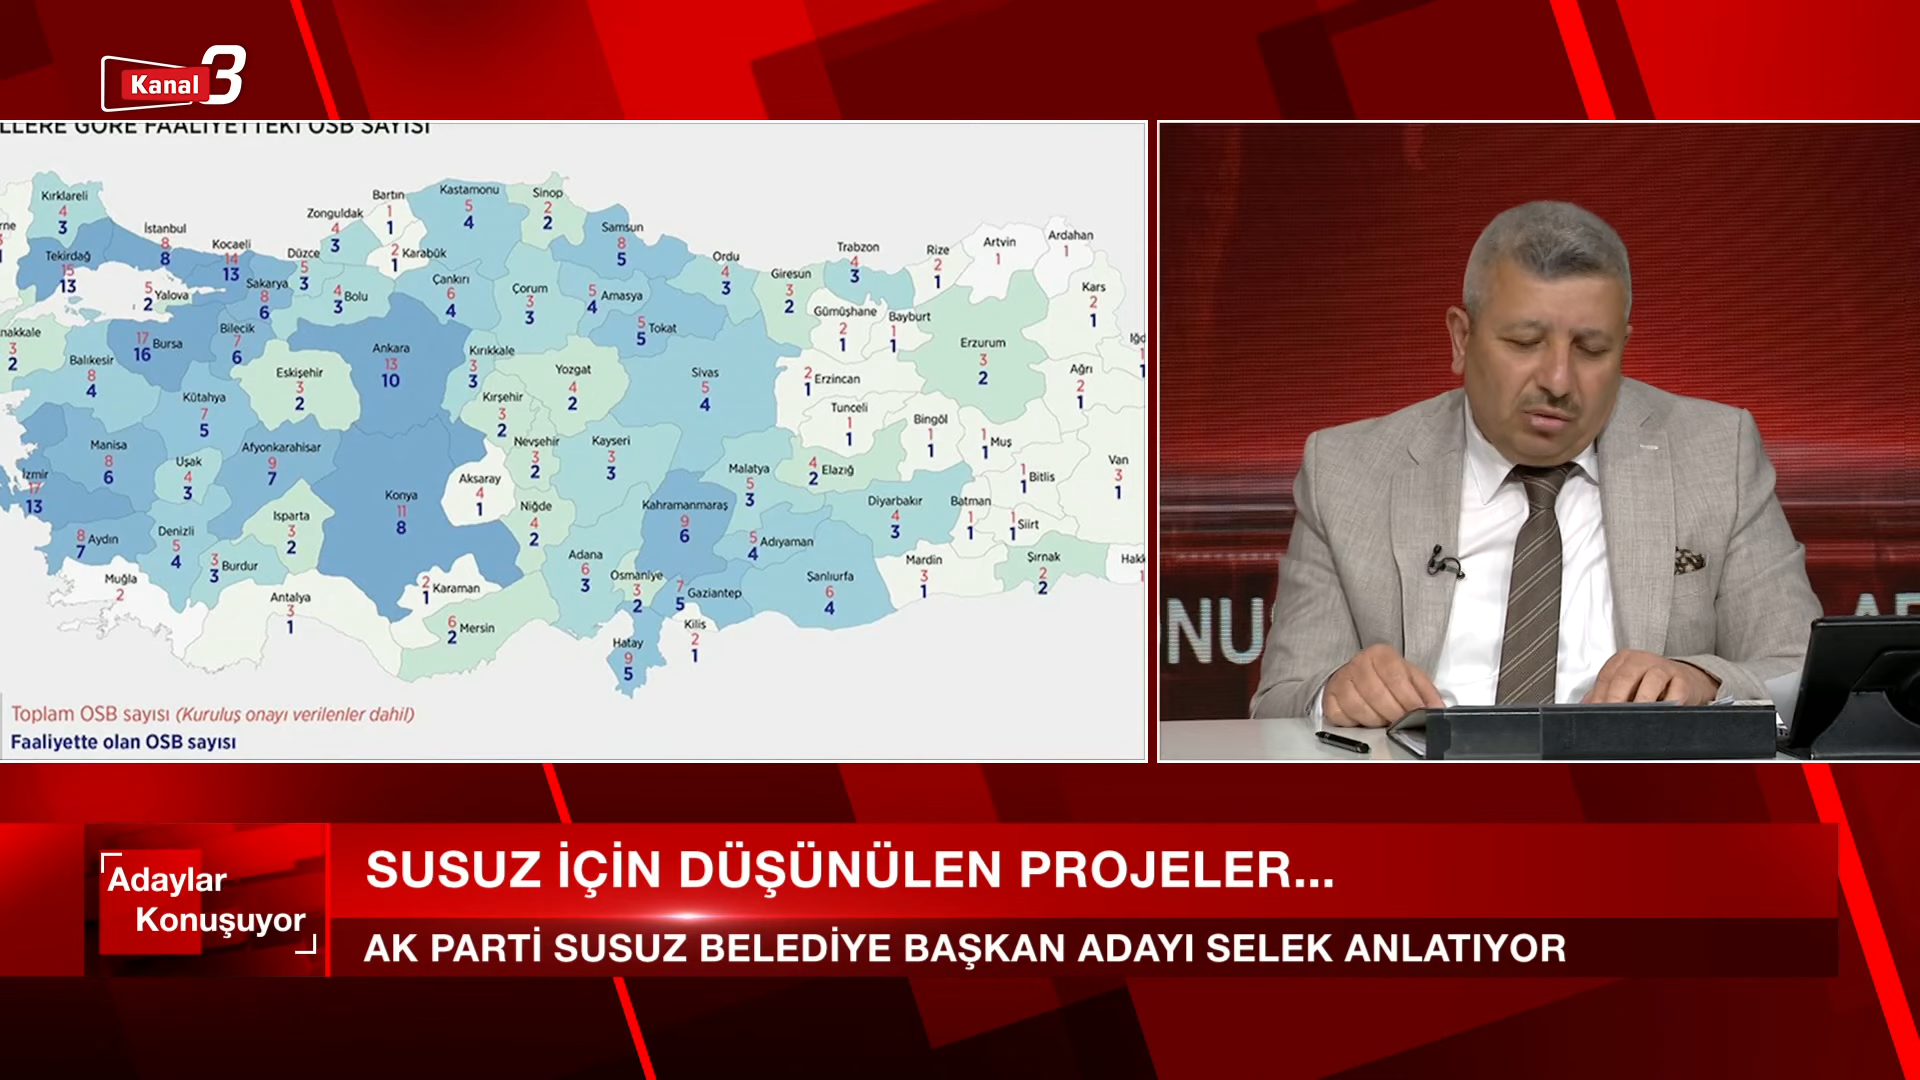 Kanal 3
LLERE GÖRE FAALİYETTEKİ OSB SAYISI
Kırklareli
4
3
İstanbul
8
8
Tekirdağ
15
13
Kocaeli
14
13
Yalova
5
2
Sakarya
8
6
Düzce
5
3
Zonguldak
4
3
Bartın
1
1
Karabük
2
1
Kastamonu
5
4
Sinop
2
2
Samsun
8
5
Ordu
4
3
Giresun
3
2
Trabzon
4
3
Rize
2
1
Artvin
1
Ardahan
1
Kars
2
1
Bolu
4
3
Çankırı
6
4
Çorum
3
3
Amasya
5
4
Tokat
5
5
Gümüşhane
2
1
Bayburt
1
1
Erzurum
3
2
Ağrı
2
1
nakkale
3
2
Balıkesir
8
4
Bursa
17
16
Bilecik
7
6
Eskişehir
3
2
Ankara
13
10
Kırıkkale
3
3
Kırşehir
3
2
Yozgat
4
2
Sivas
5
4
Erzincan
2
1
Tunceli
1
1
Bingöl
1
1
Muş
1
1
Kütahya
7
5
Manisa
8
6
Uşak
4
3
Afyonkarahisar
9
7
İzmir
17
13
Konya
11
8
Aksaray
4
1
Nevşehir
3
2
Kayseri
3
3
Niğde
4
2
Malatya
5
3
Elazığ
4
2
Diyarbakır
4
3
Batman
1
1
Bitlis
1
1
Van
3
1
Siirt
1
1
Aydın
8
7
Denizli
5
4
Isparta
3
2
Burdur
3
3
Muğla
2
Antalya
3
1
Karaman
2
1
Mersin
6
2
Adana
6
3
Osmaniye
3
2
Kahramanmaraş
9
6
Adıyaman
5
4
Gaziantep
7
5
Kilis
2
1
Hatay
9
5
Şanlıurfa
6
4
Mardin
3
1
Şırnak
2
2
Hakk
Toplam OSB sayısı (Kuruluş onayı verilenler dahil)
Faaliyette olan OSB sayısı
NU
Adaylar
Konuşuyor
SUSUZ İÇİN DÜŞÜNÜLEN PROJELER...
AK PARTİ SUSUZ BELEDİYE BAŞKAN ADAYI SELEK ANLATIYOR